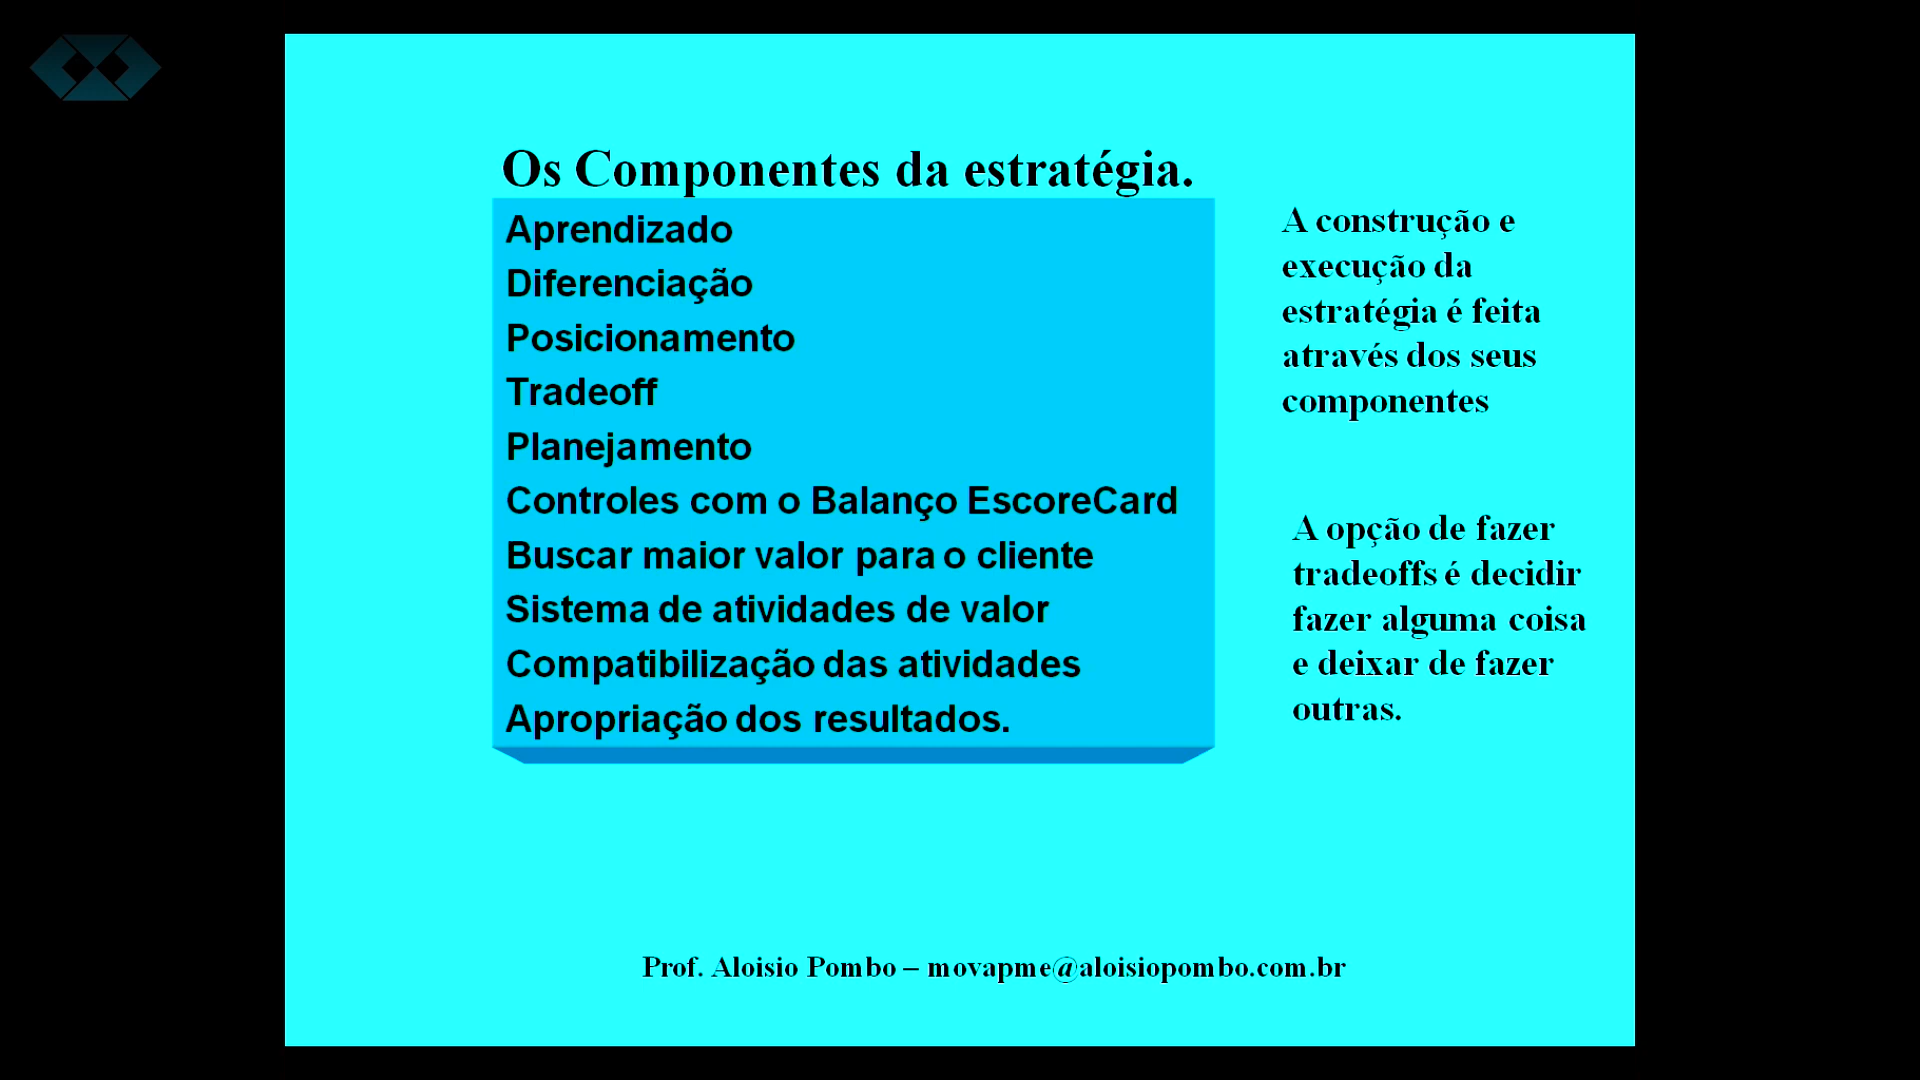 Os Componentes da estratégia.
Aprendizado
Diferenciação
Posicionamento
Tradeoff
Planejamento
Controles com o Balanço EscoreCard
Buscar maior valor para o cliente
Sistema de atividades de valor
Compatibilização das atividades
Apropriação dos resultados.
A construção e
execução da
estratégia é feita
através dos seus
componentes
A opção de fazer
tradeoffs é decidir
fazer alguma coisa
e deixar de fazer
outras.
Prof. Aloisio Pombo – movapme@aloisiopombo.com.br